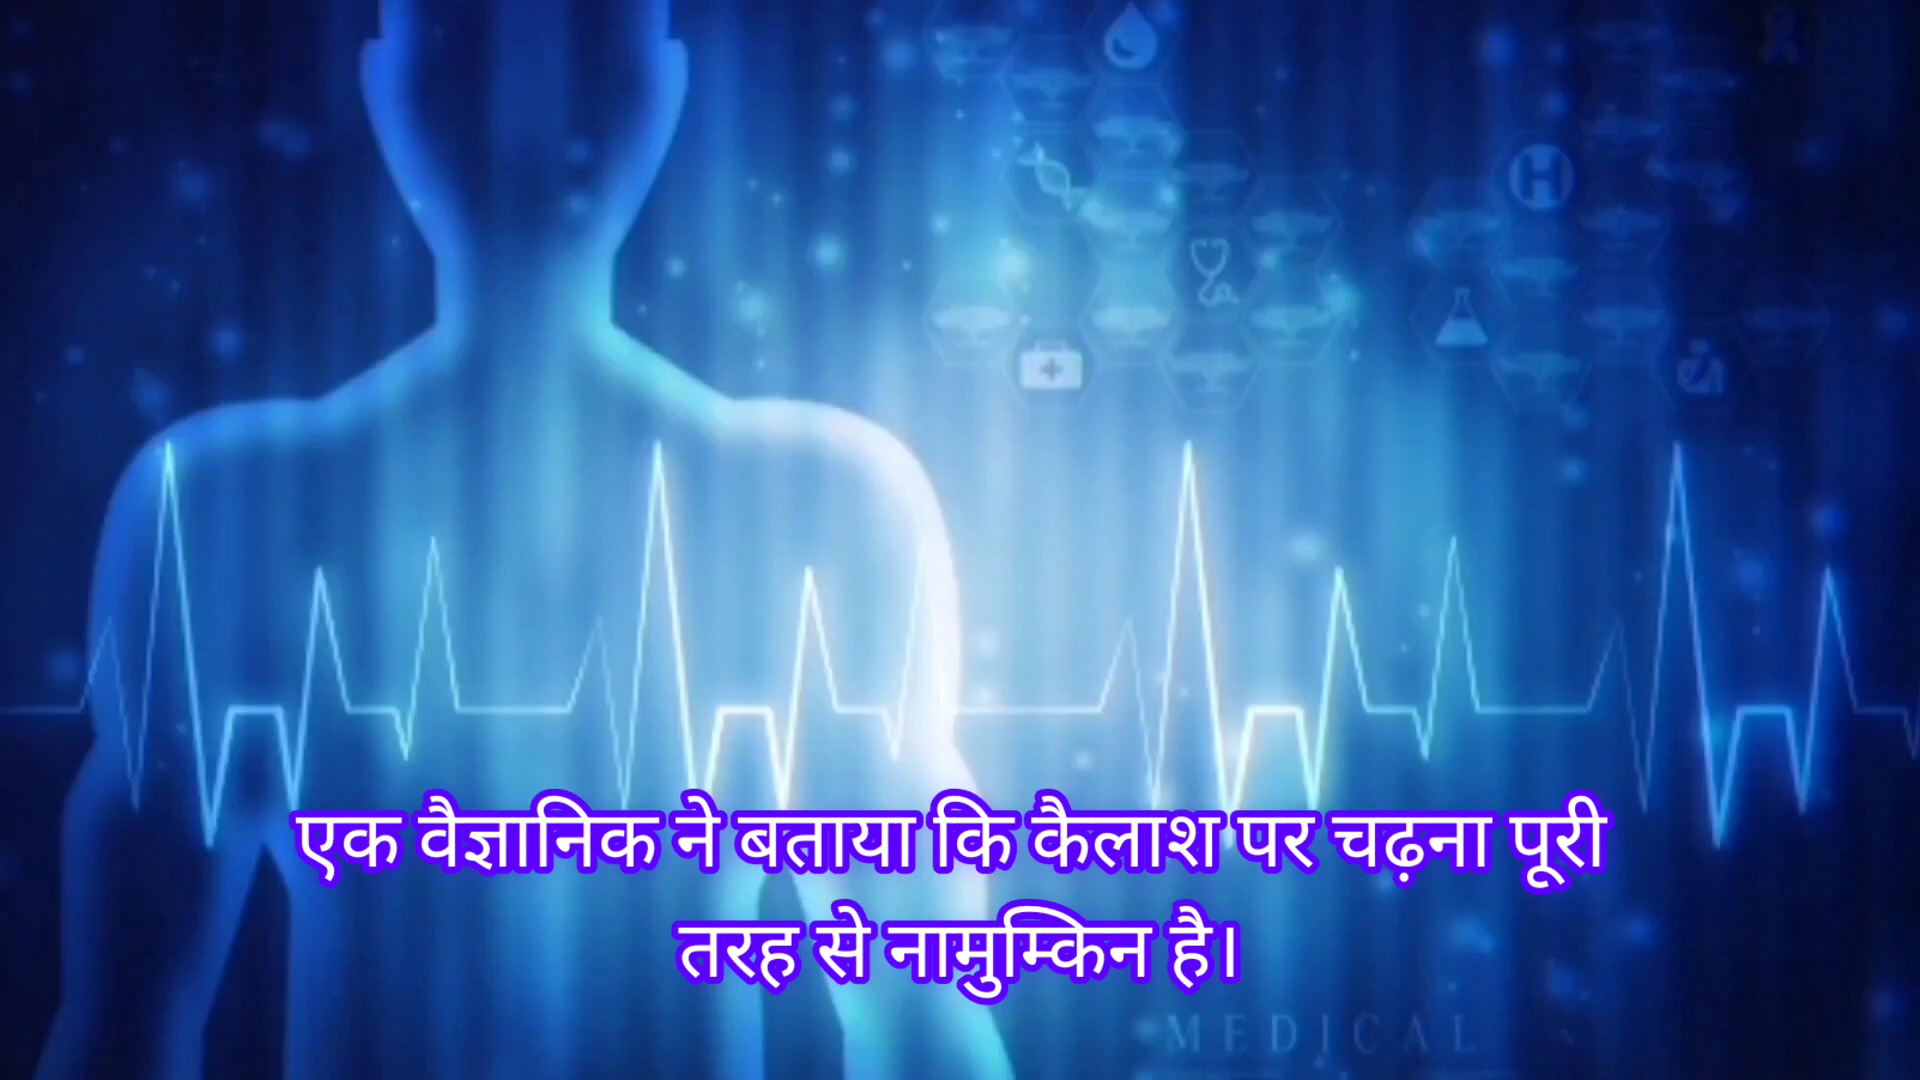 एक वैज्ञानिक ने बताया कि कैलाश पर चढ़ना पूरी
तरह से नामुम्किन है।
MEDICAL